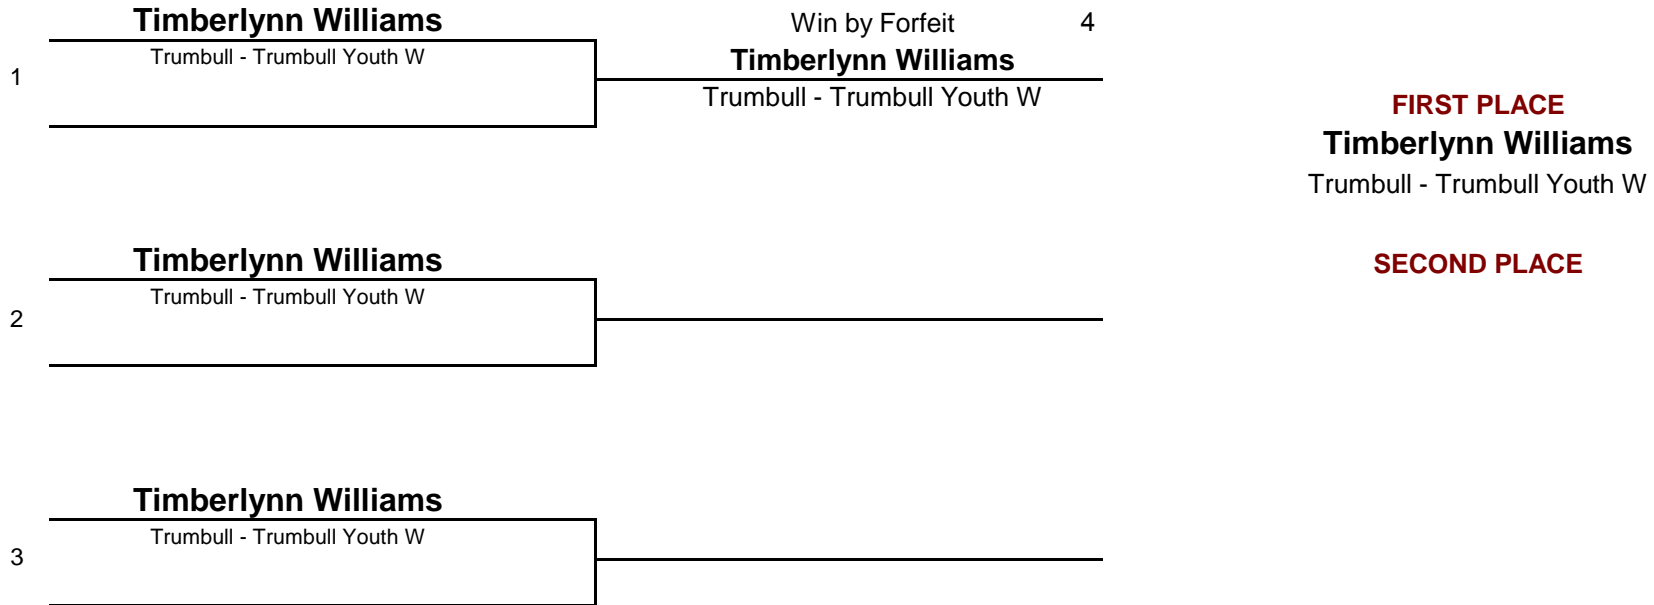 Timberlynn Williams
Trumbull - Trumbull Youth W
1
Win by Forfeit 4
Timberlynn Williams
Trumbull - Trumbull Youth W
FIRST PLACE
Timberlynn Williams
Trumbull - Trumbull Youth W
Timberlynn Williams
Trumbull - Trumbull Youth W
2
SECOND PLACE
Timberlynn Williams
Trumbull - Trumbull Youth W
3